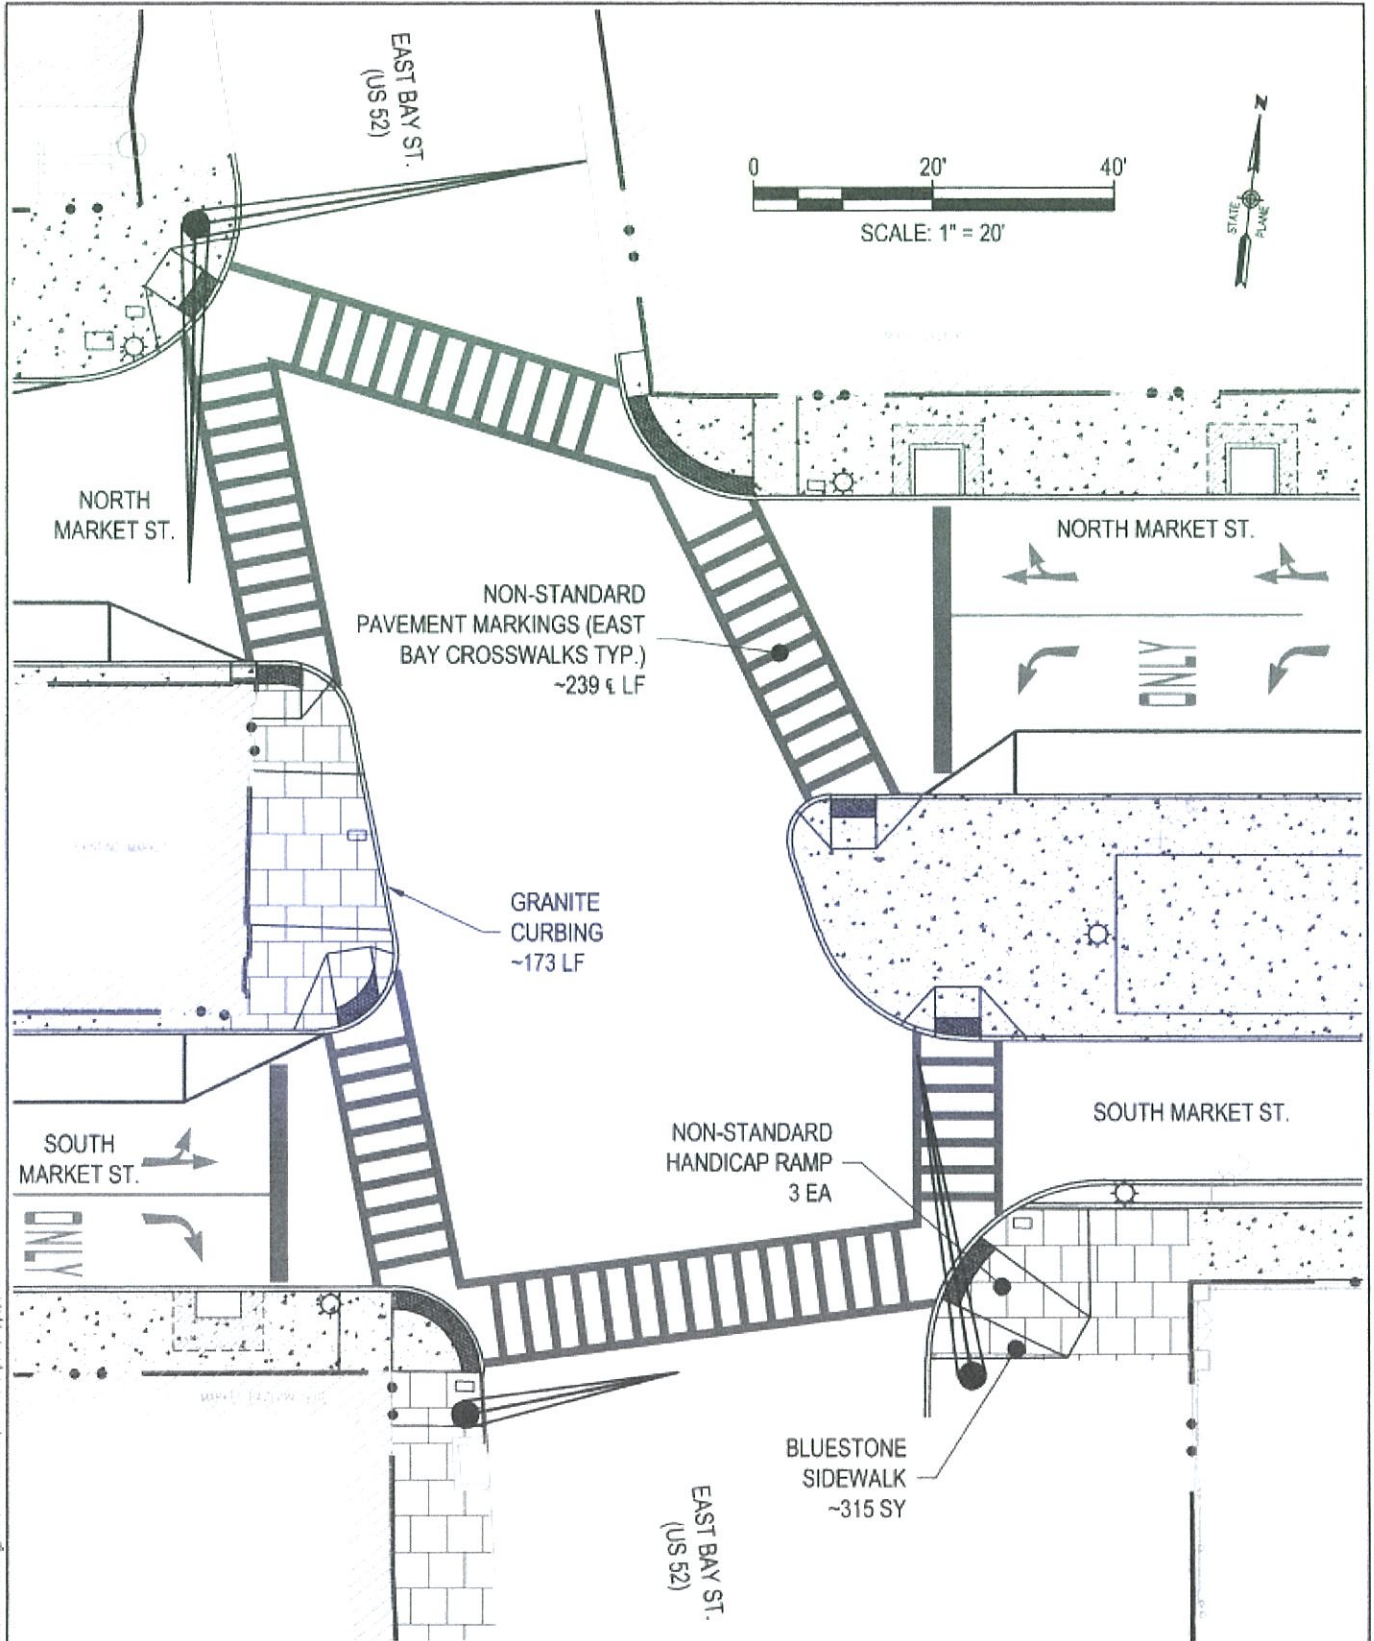 EAST BAY ST.
(US 52)
0 20' 40'
SCALE: 1" = 20'
N
STATE
PLANE
NORTH
MARKET ST.
NORTH MARKET ST.
NON-STANDARD
PAVEMENT MARKINGS (EAST
BAY CROSSWALKS TYP.)
~239 ℄ LF
ONLY
GRANITE
CURBING
~173 LF
SOUTH
MARKET ST.
ONLY
NON-STANDARD
HANDICAP RAMP
3 EA
SOUTH MARKET ST.
BLUESTONE
SIDEWALK
~315 SY
EAST BAY ST.
(US 52)